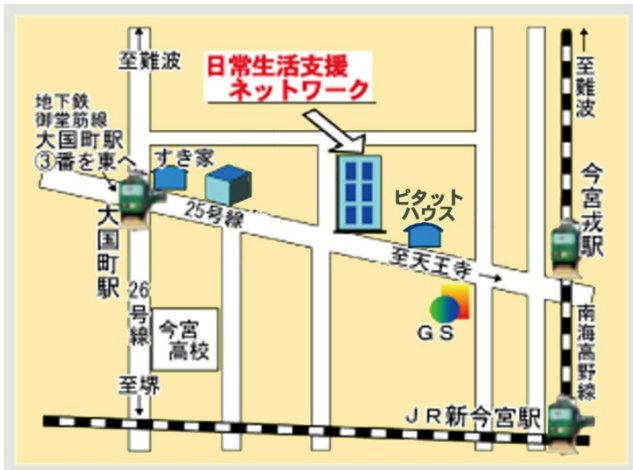 至難波
日常生活支援
ネットワーク
至難波
地下鉄
御堂筋線
大国町駅
③番を東へ
すき家
ピタット
ハウス
今宮戎駅
25号線
大国町駅
至天王寺
26号線
今宮
高校
GS
南海高野線
至堺
JR新今宮駅